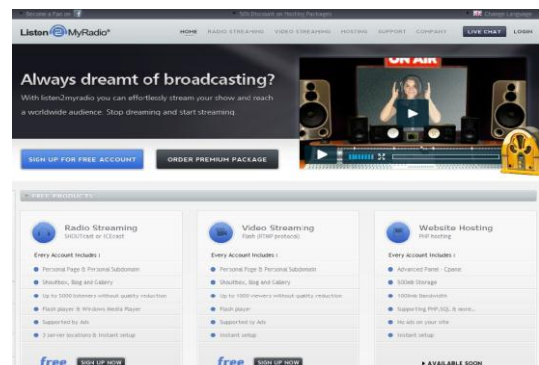 Become a Fan on
50% Discount on Hosting Packages
Change Language
Listen 2 MyRadio
HOME RADIO STREAMING VIDEO STREAMING HOSTING SUPPORT COMPANY LIVE CHAT LOGIN
ON AIR
Always dreamt of broadcasting?
With listen2myradio you can effortlessly stream your show and reach
a worldwide audience. Stop dreaming and start streaming.
SIGN UP FOR FREE ACCOUNT ORDER PREMIUM PACKAGE
FREE PRODUCTS
Radio Streaming
SHOUTcast or ICEcast
Every Account Includes :
Personal Page & Personal Subdomain
Shoutbox, Blog and Gallery
Up to 1000 listeners without quality reduction
Flash player & Windows Media Player
Supported by Ads
3 server locations & Instant setup
free SIGN UP NOW
Video Streaming
Flash (RTMP protocol)
Every Account Includes :
Personal Page & Personal Subdomain
Shoutbox, Blog and Gallery
Up to 1000 viewers without quality reduction
Flash player
Supported by Ads
Instant setup
free SIGN UP NOW
Website Hosting
PHP hosting
Every Account Includes :
Advanced Panel - Cpanel
500mb Storage
Bandwidth
Supporting PHP,SQL & more..
No ads on your site
Instant setup
AVAILABLE SOON